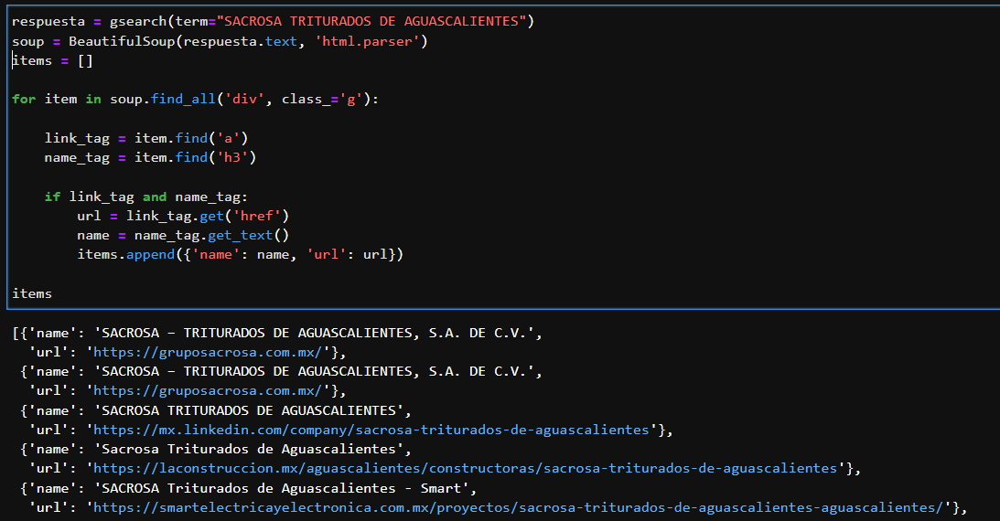 respuesta = gsearch(term="SACROSA TRITURADOS DE AGUASCALIENTES")
soup = BeautifulSoup(respuesta.text, 'html.parser')
items = []
for item in soup.find_all('div', class_='g'):
    link_tag = item.find('a')
    name_tag = item.find('h3')
    if link_tag and name_tag:
        url = link_tag.get('href')
        name = name_tag.get_text()
        items.append({'name': name, 'url': url})
items
[{'name': 'SACROSA – TRITURADOS DE AGUASCALIENTES, S.A. DE C.V.',
  'url': 'https://gruposacrosa.com.mx/'},
 {'name': 'SACROSA – TRITURADOS DE AGUASCALIENTES, S.A. DE C.V.',
  'url': 'https://gruposacrosa.com.mx/'},
 {'name': 'SACROSA TRITURADOS DE AGUASCALIENTES',
  'url': 'https://mx.linkedin.com/company/sacrosa-triturados-de-aguascalientes'},
 {'name': 'Sacrosa Triturados de Aguascalientes',
  'url': 'https://laconstruccion.mx/aguascalientes/constructoras/sacrosa-triturados-de-aguascalientes'},
 {'name': 'SACROSA Triturados de Aguascalientes - Smart',
  'url': 'https://smartelectricayelectronica.com.mx/proyectos/sacrosa-triturados-de-aguascalientes-aguascalientes/'},